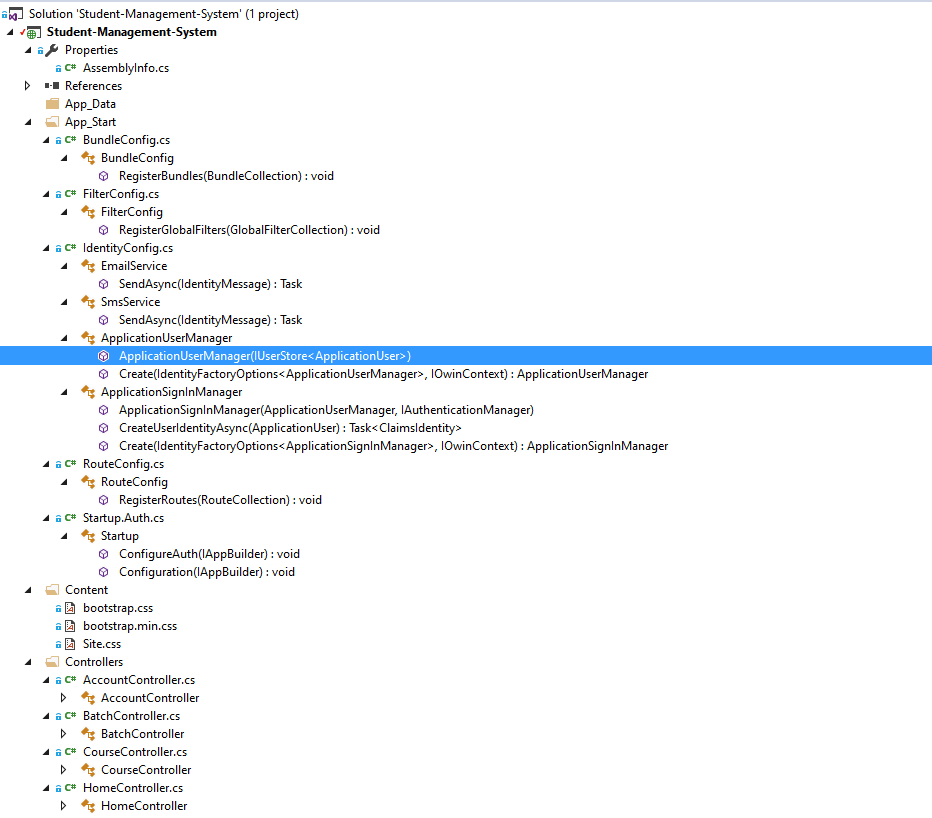 Solution 'Student-Management-System' (1 project)
Student-Management-System
Properties
C# AssemblyInfo.cs
References
App_Data
App_Start
C# BundleConfig.cs
BundleConfig
RegisterBundles(BundleCollection) : void
C# FilterConfig.cs
FilterConfig
RegisterGlobalFilters(GlobalFilterCollection) : void
C# IdentityConfig.cs
EmailService
SendAsync(IdentityMessage) : Task
SmsService
SendAsync(IdentityMessage) : Task
ApplicationUserManager
ApplicationUserManager(IUserStore<ApplicationUser>)
Create(IdentityFactoryOptions<ApplicationUserManager>, IOwinContext) : ApplicationUserManager
ApplicationSignInManager
ApplicationSignInManager(ApplicationUserManager, IAuthenticationManager)
CreateUserIdentityAsync(ApplicationUser) : Task<ClaimsIdentity>
Create(IdentityFactoryOptions<ApplicationSignInManager>, IOwinContext) : ApplicationSignInManager
C# RouteConfig.cs
RouteConfig
RegisterRoutes(RouteCollection) : void
C# Startup.Auth.cs
Startup
ConfigureAuth(IAppBuilder) : void
Configuration(IAppBuilder) : void
Content
bootstrap.css
bootstrap.min.css
Site.css
Controllers
C# AccountController.cs
AccountController
C# BatchController.cs
BatchController
C# CourseController.cs
CourseController
C# HomeController.cs
HomeController